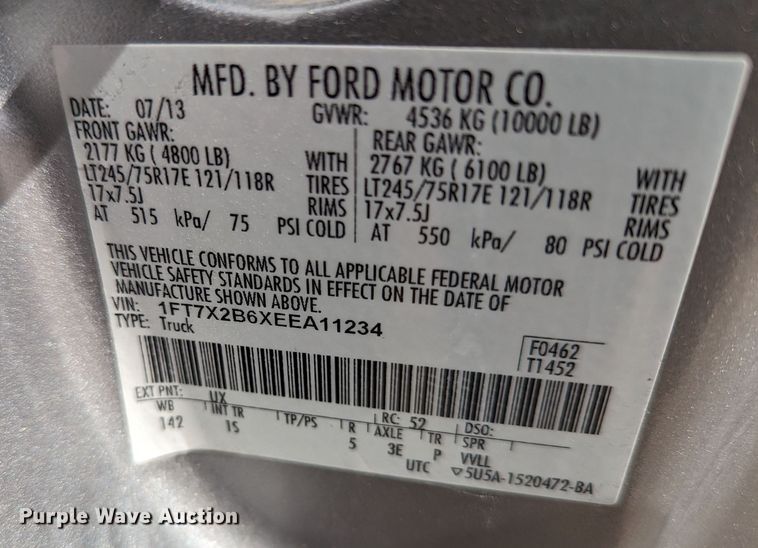 MFD. BY FORD MOTOR CO.
DATE: 07/13 GVWR: 4536 KG (10000 LB)
FRONT GAWR: REAR GAWR:
2177 KG ( 4800 LB) WITH 2767 KG ( 6100 LB) WITH
LT245/75R17E 121/118R TIRES LT245/75R17E 121/118R TIRES
17x7.5J RIMS 17x7.5J RIMS
AT 515 kPa/ 75 PSI COLD AT 550 kPa/ 80 PSI COLD
THIS VEHICLE CONFORMS TO ALL APPLICABLE FEDERAL MOTOR
VEHICLE SAFETY STANDARDS IN EFFECT ON THE DATE OF
MANUFACTURE SHOWN ABOVE.
VIN: 1FT7X2B6XEEA11234
TYPE: Truck
F0462
T1452
EXT PNT: UX RC: 52 DSO:
WB INT TR TP/PS R AXLE TR SPR
142 1S 5 3E P VVLL
UTC ▽5U5A-1520472-BA
Purple Wave Auction